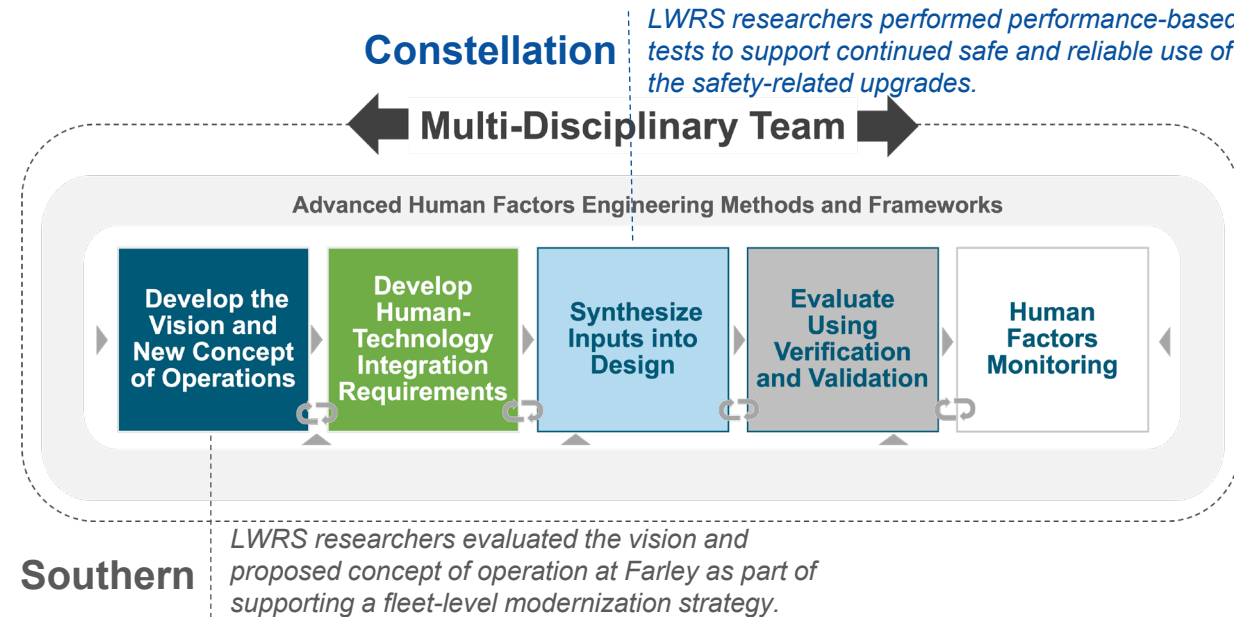 Constellation
LWRS researchers performed performance-based
tests to support continued safe and reliable use of
the safety-related upgrades.
Multi-Disciplinary Team
Advanced Human Factors Engineering Methods and Frameworks
Develop the
Vision and
New Concept
of Operations
Develop
Human-
Technology
Integration
Requirements
Synthesize
Inputs into
Design
Evaluate
Using
Verification
and Validation
Human
Factors
Monitoring
Southern
LWRS researchers evaluated the vision and
proposed concept of operation at Farley as part of
supporting a fleet-level modernization strategy.